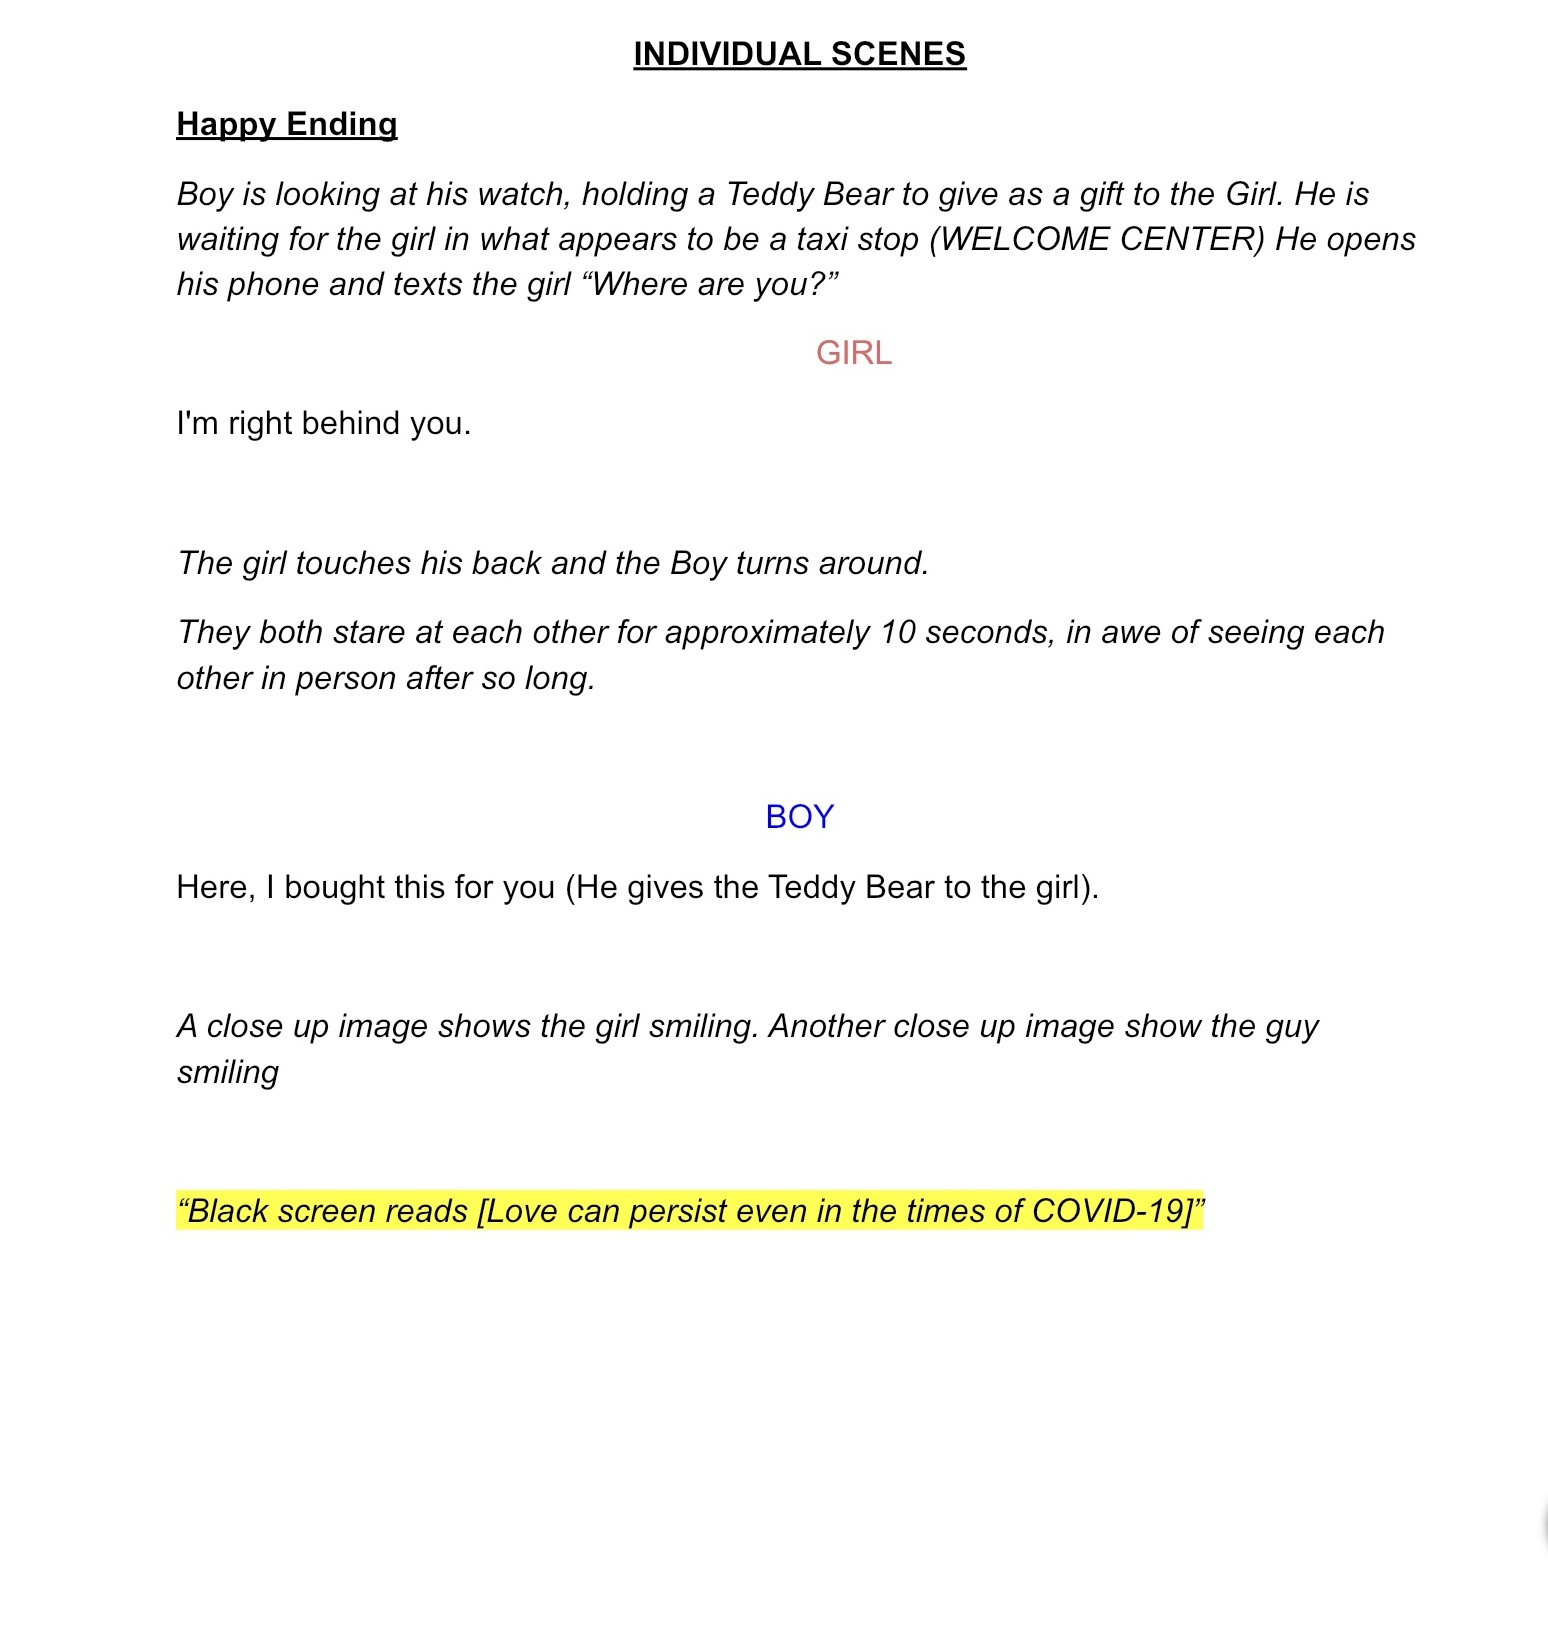 INDIVIDUAL SCENES
Happy Ending
Boy is looking at his watch, holding a Teddy Bear to give as a gift to the Girl. He is
waiting for the girl in what appears to be a taxi stop (WELCOME CENTER) He opens
his phone and texts the girl “Where are you?”
GIRL
I'm right behind you.
The girl touches his back and the Boy turns around.
They both stare at each other for approximately 10 seconds, in awe of seeing each
other in person after so long.
BOY
Here, I bought this for you (He gives the Teddy Bear to the girl).
A close up image shows the girl smiling. Another close up image show the guy
smiling
“Black screen reads [Love can persist even in the times of COVID-19]”